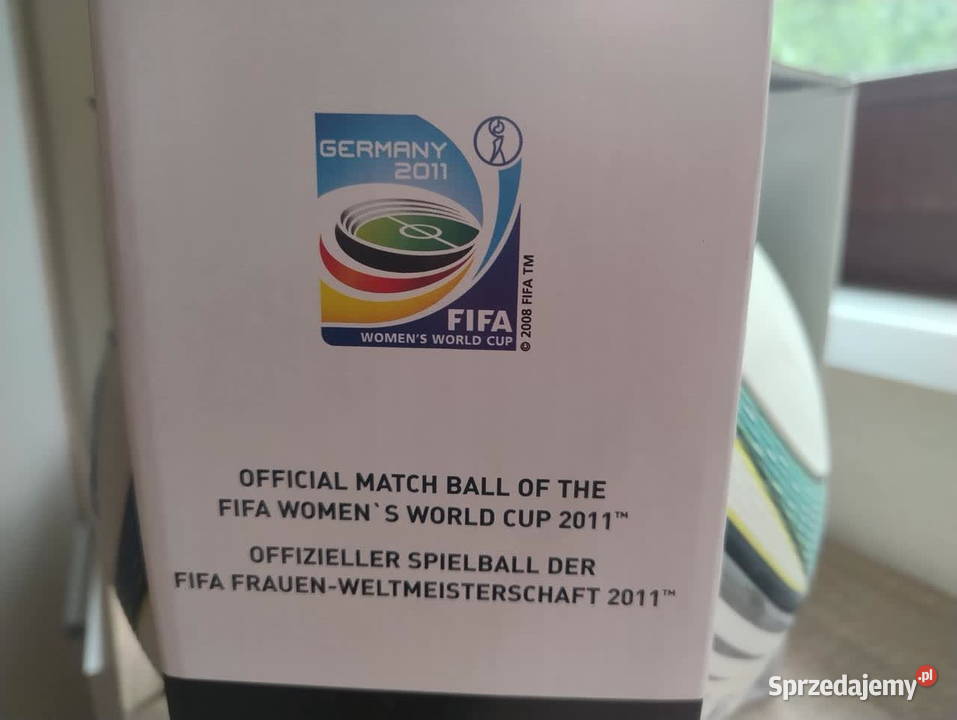 GERMANY
2011
FIFA
WOMEN'S WORLD CUP
© 2008 FIFA TM
OFFICIAL MATCH BALL OF THE
FIFA WOMEN`S WORLD CUP 2011™
OFFIZIELLER SPIELBALL DER
FIFA FRAUEN-WELTMEISTERSCHAFT 2011™
Sprzedajemy.pl